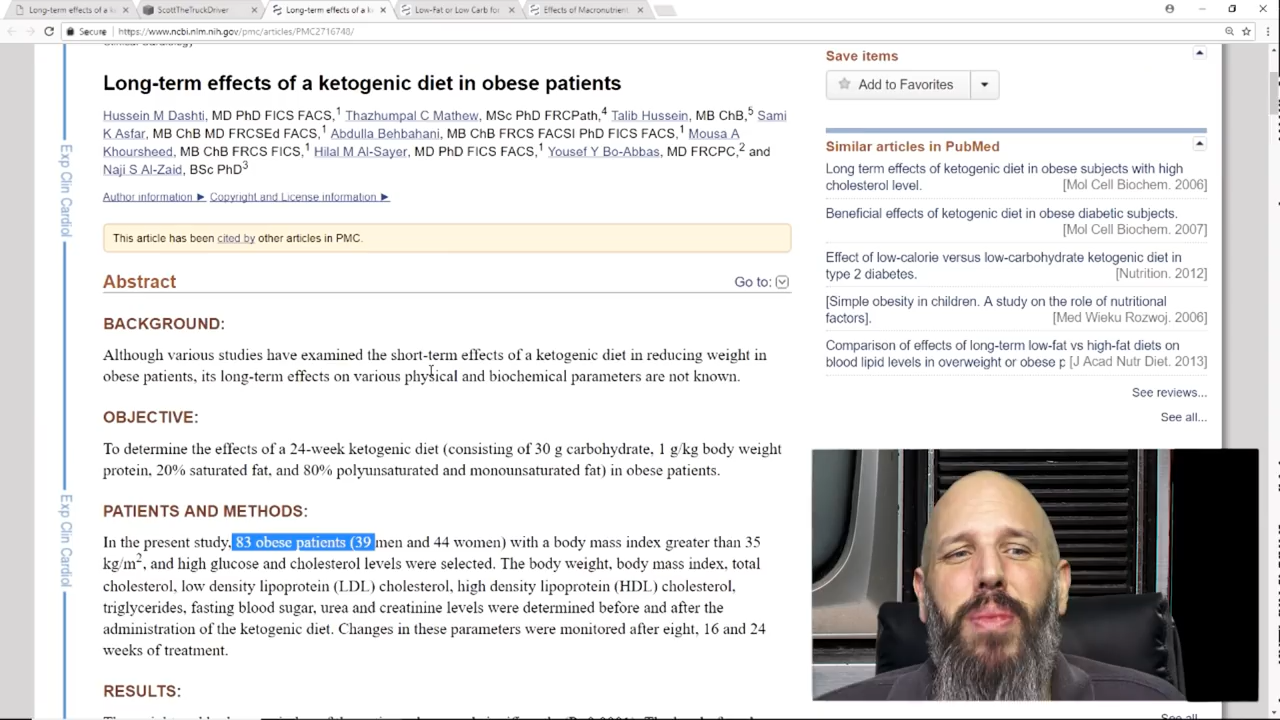 Long-term effects of a k
ScottTheTruckDriver
Long-term effects of a k
Low-Fat or Low Carb for
Effects of Macronutrient
Secure
https://www.ncbi.nlm.nih.gov/pmc/articles/PMC2716748/
Long-term effects of a ketogenic diet in obese patients
Hussein M Dashti, MD PhD FICS FACS,1 Thazhumpal C Mathew, MSc PhD FRCPath,4 Talib Hussein, MB ChB,5 Sami
K Asfar, MB ChB MD FRCSEd FACS,1 Abdulla Behbahani, MB ChB FRCS FACSI PhD FICS FACS,1 Mousa A
Khoursheed, MB ChB FRCS FICS,1 Hilal M Al-Sayer, MD PhD FICS FACS,1 Yousef Y Bo-Abbas, MD FRCPC,2 an
Naji S Al-Zaid, BSc PhD3
Author information ► Copyright and License information ►
This article has been cited by other articles in PMC.
Abstract
Go to:
BACKGROUND:
Although various studies have examined the short-term effects of a ketogenic diet in reducing weight in
obese patients, its long-term effects on various physical and biochemical parameters are not known.
OBJECTIVE:
To determine the effects of a 24-week ketogenic diet (consisting of 30 g carbohydrate, 1 g/kg body weight
protein, 20% saturated fat, and 80% polyunsaturated and monounsaturated fat) in obese patients.
PATIENTS AND METHODS:
In the present study, 83 obese patients (39 men and 44 women) with a body mass index greater than 3
kg/m2, and high glucose and cholesterol levels were selected. The body weight, body mass index, tot
cholesterol, low density lipoprotein (LDL) cholesterol, high density lipoprotein (HDL) cholesterol,
triglycerides, fasting blood sugar, urea and creatinine levels were determined before and after the
administration of the ketogenic diet. Changes in these parameters were monitored after eight, 16 and 24
weeks of treatment.
RESULTS:
Exp Clin Cardiol
Exp Clin Cardiol
Save items
Add to Favorites
Similar articles in PubMed
Long term effects of ketogenic diet in obese subjects with high
cholesterol level. [Mol Cell Biochem. 2006]
Beneficial effects of ketogenic diet in obese diabetic subjects.
[Mol Cell Biochem. 2007]
Effect of low-calorie versus low-carbohydrate ketogenic diet in
type 2 diabetes. [Nutrition. 2012]
[Simple obesity in children. A study on the role of nutritional
factors]. [Med Wieku Rozwoj. 2006]
Comparison of effects of long-term low-fat vs high-fat diets on
blood lipid levels in overweight or obese p [J Acad Nutr Diet. 2013]
See reviews...
See all...